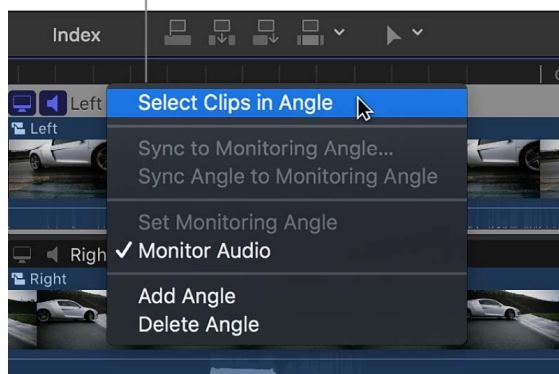 Index
Left
Select Clips in Angle
Left
Sync to Monitoring Angle...
Sync Angle to Monitoring Angle
Set Monitoring Angle
Righ
✓ Monitor Audio
Right
Add Angle
Delete Angle